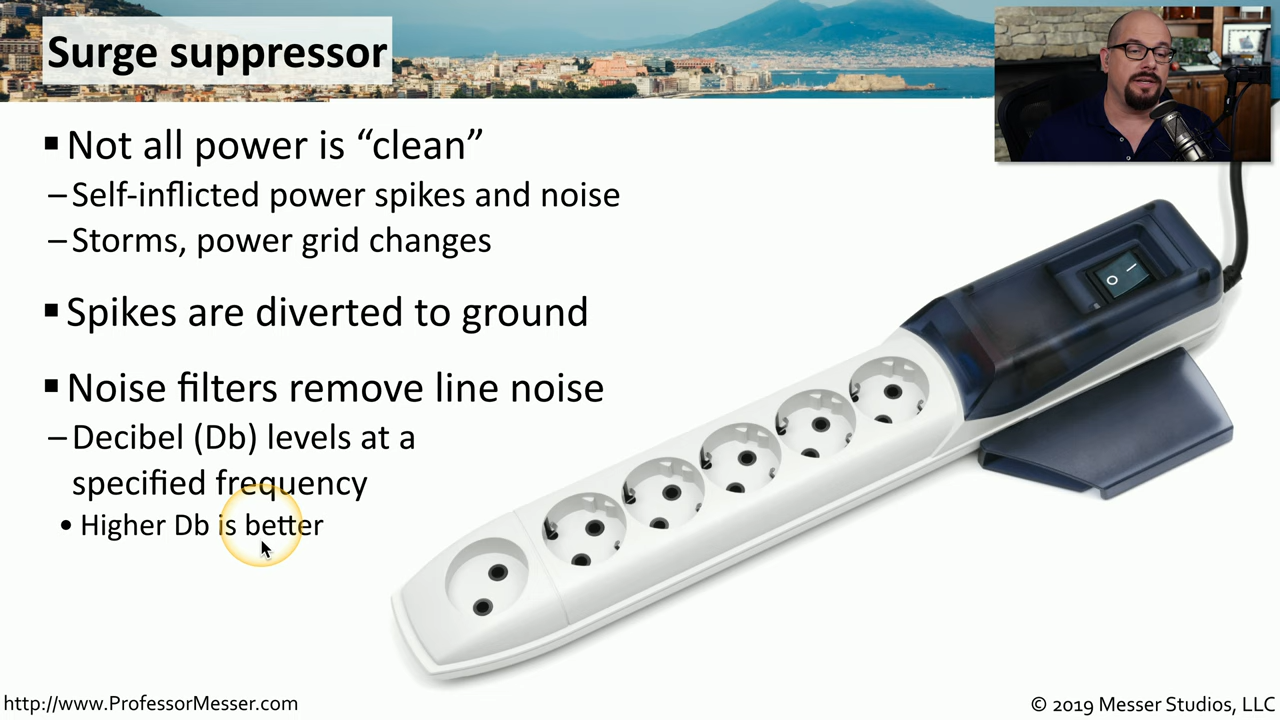 Surge suppressor
▪ Not all power is “clean”
– Self-inflicted power spikes and noise
– Storms, power grid changes
▪ Spikes are diverted to ground
▪ Noise filters remove line noise
– Decibel (Db) levels at a
specified frequency
• Higher Db is better
http://www.ProfessorMesser.com
© 2019 Messer Studios, LLC